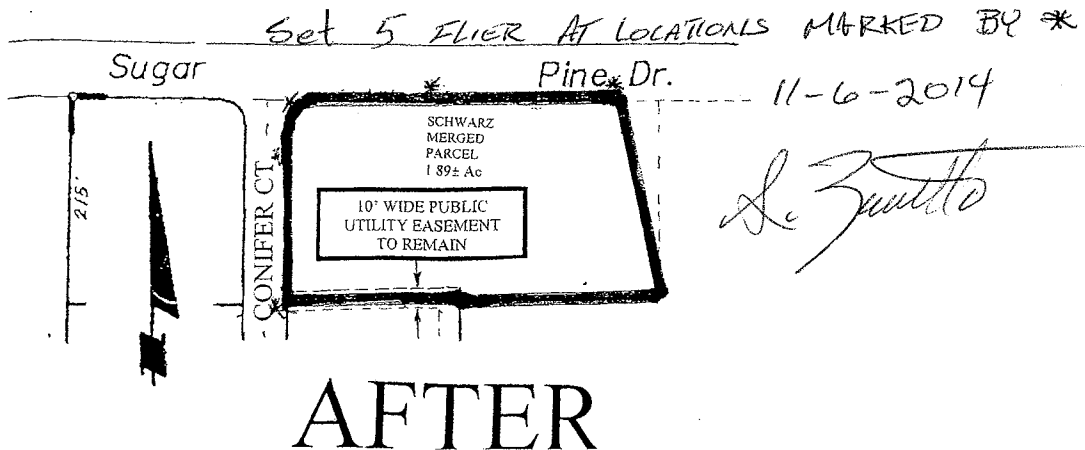 Set 5 FLIER AT LOCATIONS MARKED BY *
Sugar Pine Dr.
11-6-2014
SCHWARZ
MERGED
PARCEL
1 89± Ac
215'
CONIFER CT.
10' WIDE PUBLIC
UTILITY EASEMENT
TO REMAIN
AFTER